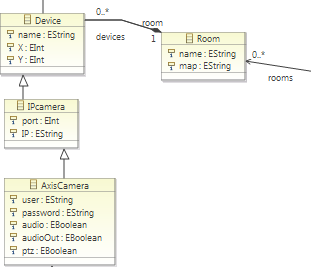 Device
name : EString
X : EInt
Y : EInt
0..*
room
devices
1
Room
name : EString
map : EString
0..*
rooms
IPcamera
port : EInt
IP : EString
AxisCamera
user : EString
password : EString
audio : EBoolean
audioOut : EBoolean
ptz : EBoolean